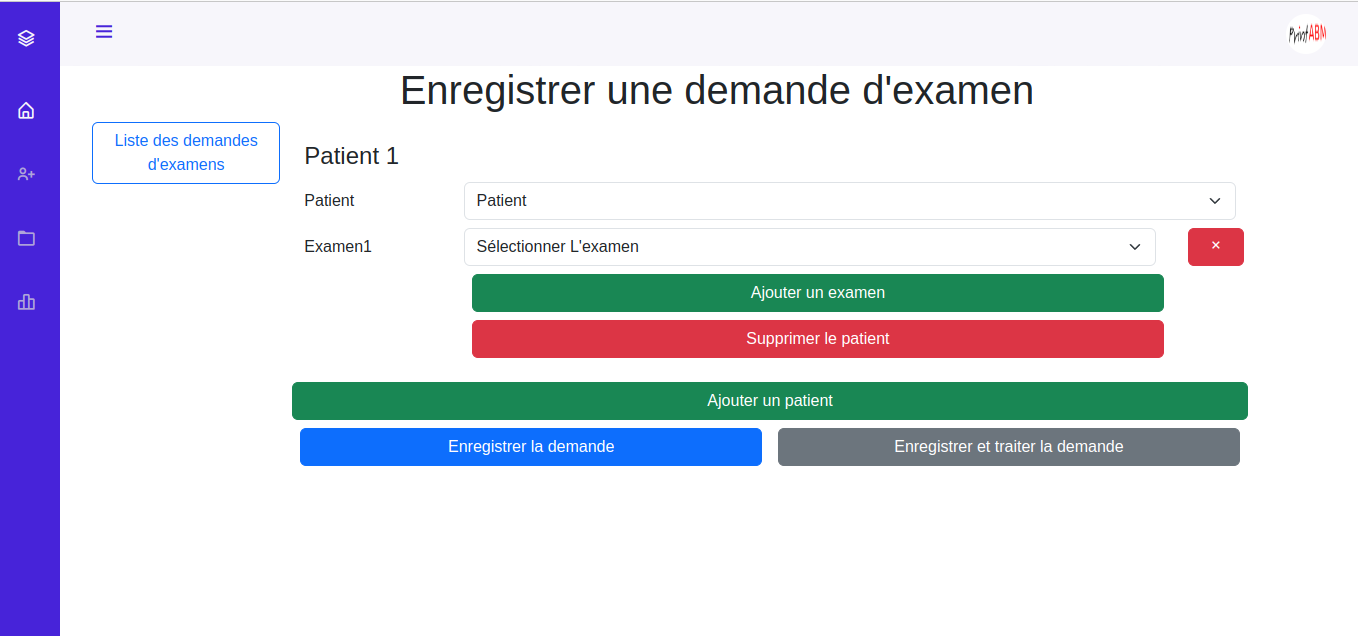 PointABM
Enregistrer une demande d'examen
Liste des demandes
d'examens
Patient 1
Patient
Patient
Examen1
Sélectionner L'examen
×
Ajouter un examen
Supprimer le patient
Ajouter un patient
Enregistrer la demande
Enregistrer et traiter la demande